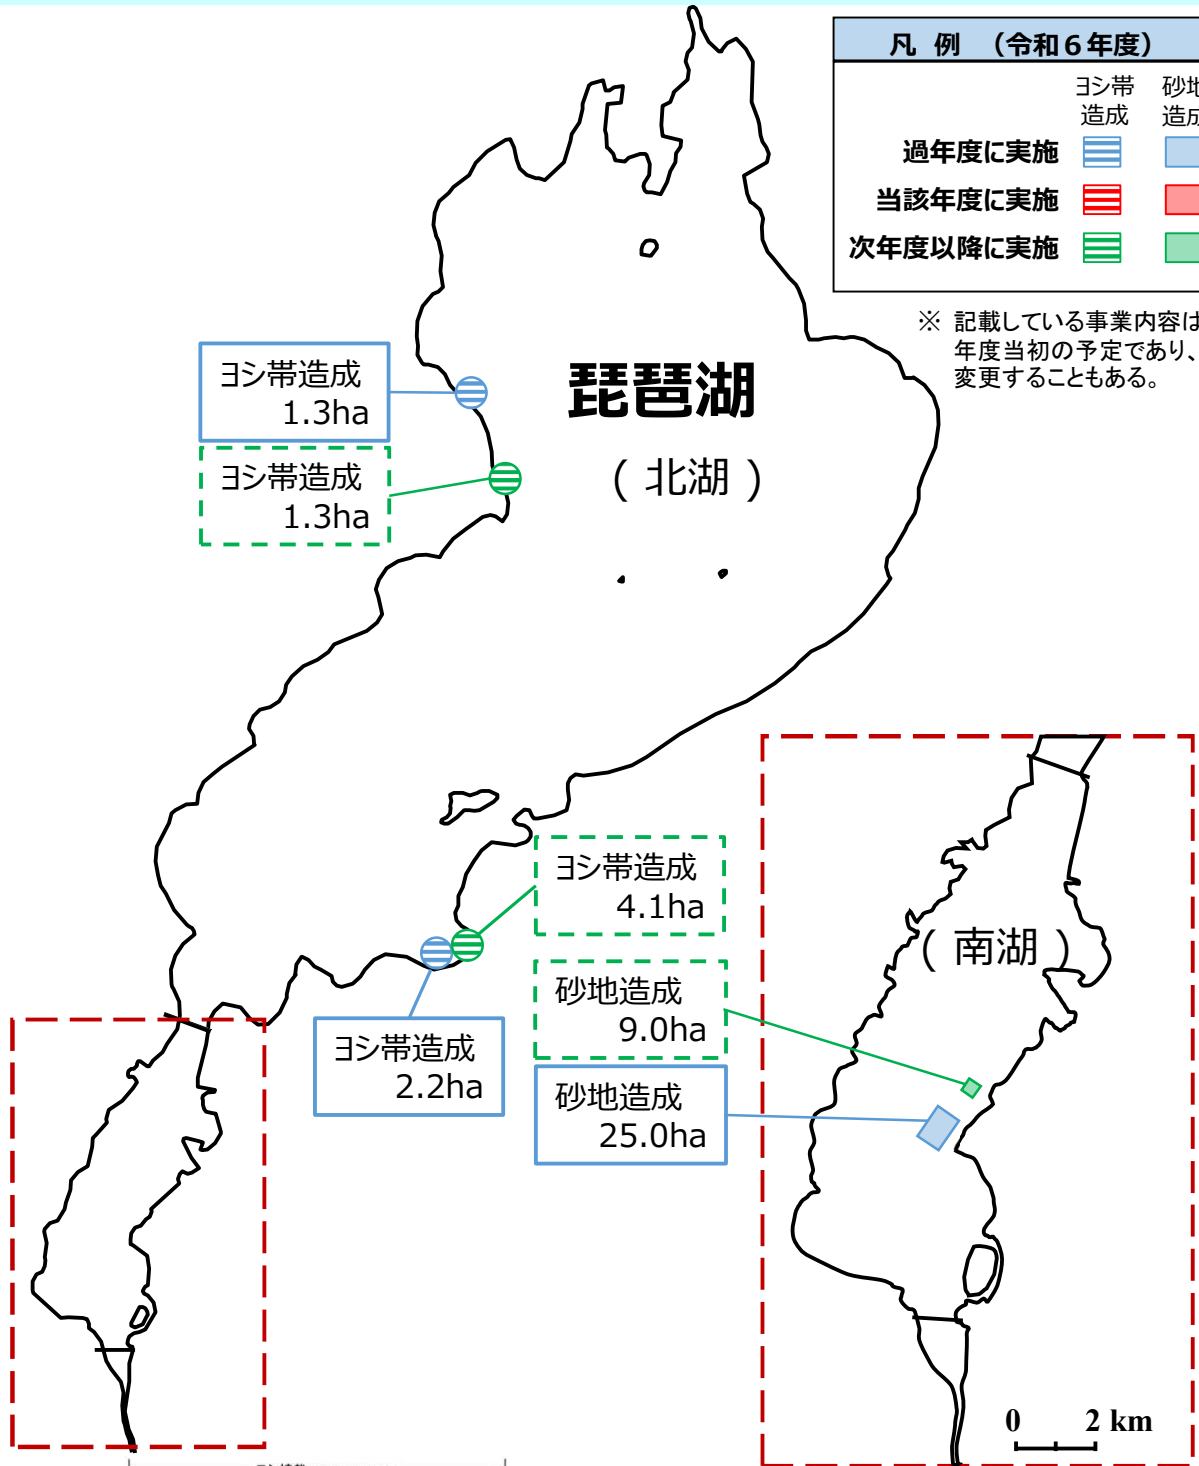 凡 例 （令和６年度）
ヨシ帯 砂地
造成 造成
過年度に実施
当該年度に実施
次年度以降に実施
※ 記載している事業内容は
年度当初の予定であり、
変更することもある。
ヨシ帯造成
1.3ha
ヨシ帯造成
1.3ha
琵琶湖
（ 北湖 ）
ヨシ帯造成
4.1ha
砂地造成
9.0ha
砂地造成
25.0ha
ヨシ帯造成
2.2ha
（ 南湖 ）
0 2 km